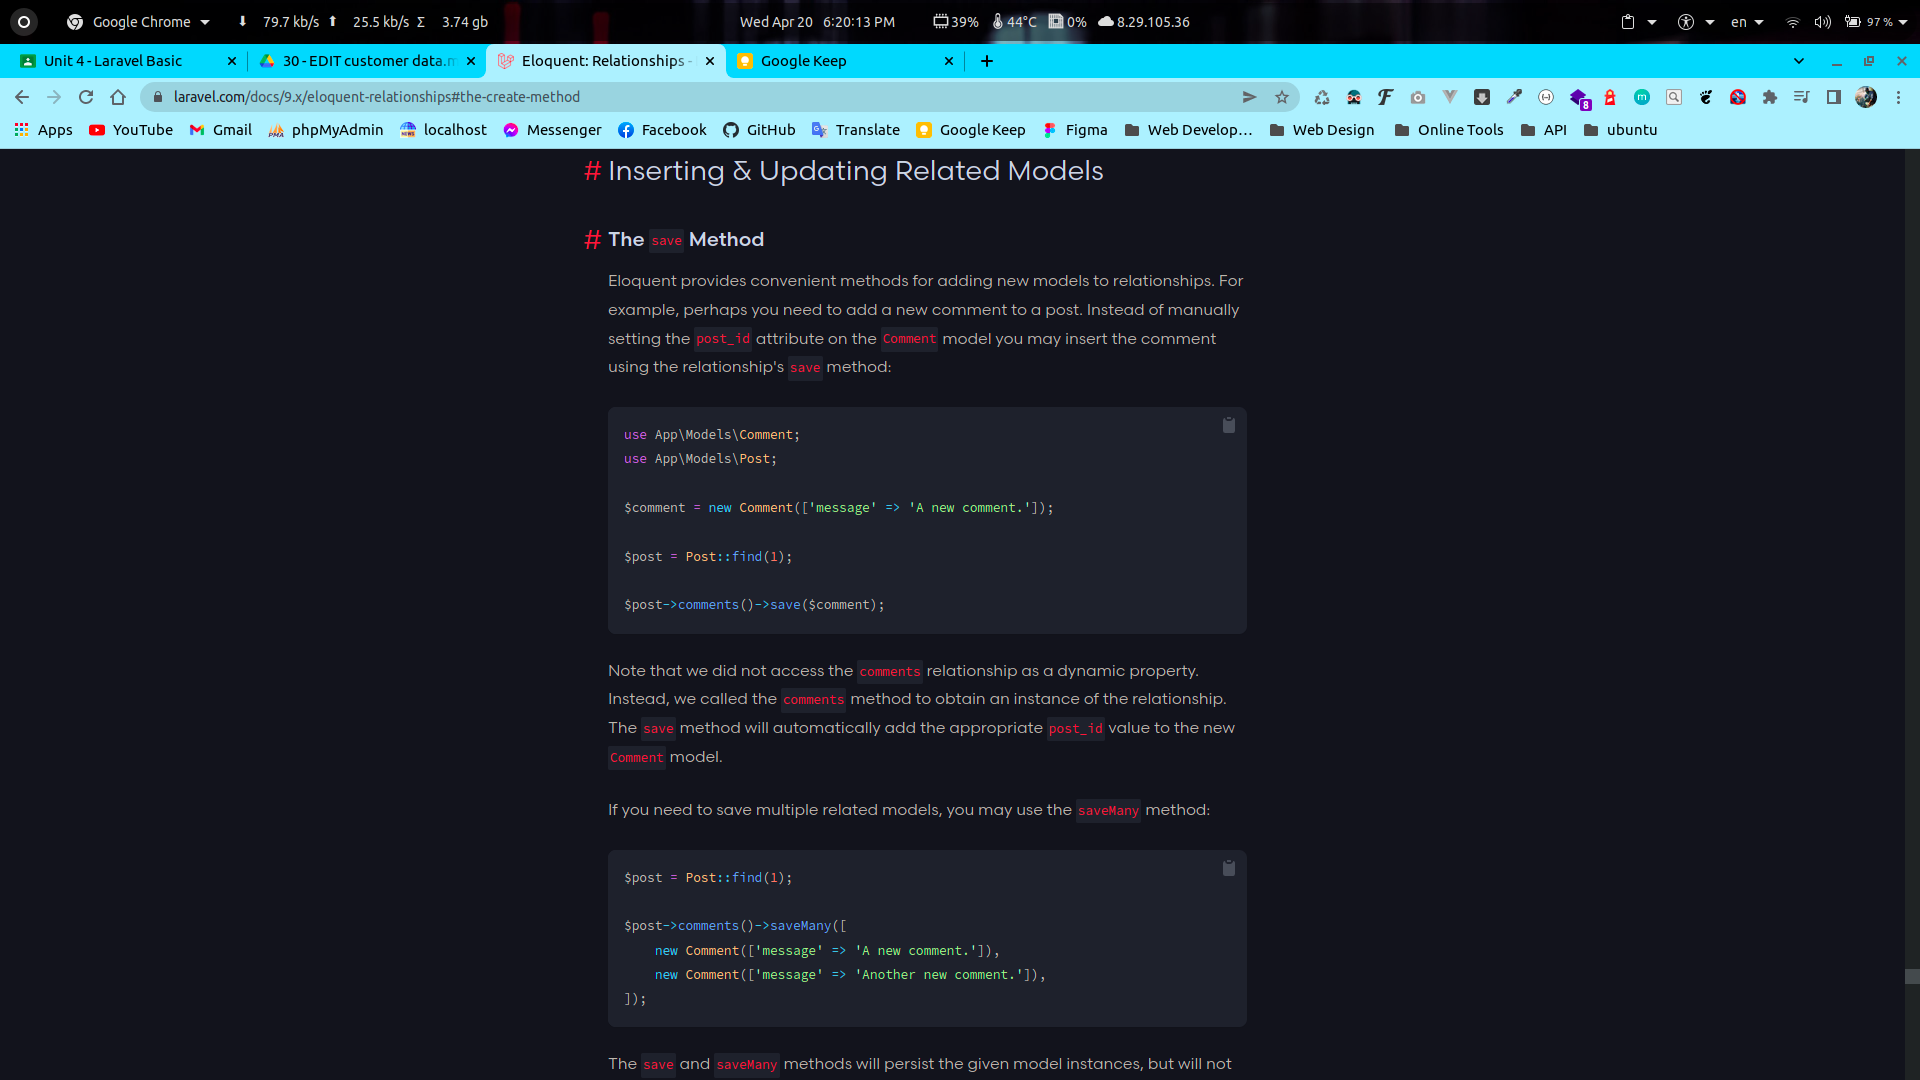 Google Chrome 79.7 kb/s 25.5 kb/s Σ 3.74 gb Wed Apr 20 6:20:13 PM 39% 44°C 0% 8.29.105.36 en 97 %
Unit 4 - Laravel Basic 30 - EDIT customer data.m Eloquent: Relationships - Google Keep
laravel.com/docs/9.x/eloquent-relationships#the-create-method
8
Apps YouTube Gmail phpMyAdmin localhost Messenger Facebook GitHub Translate Google Keep Figma Web Develop... Web Design Online Tools API ubuntu
# Inserting & Updating Related Models
# The save Method
Eloquent provides convenient methods for adding new models to relationships. For
example, perhaps you need to add a new comment to a post. Instead of manually
setting the post_id attribute on the Comment model you may insert the comment
using the relationship's save method:
use App\Models\Comment;
use App\Models\Post;
$comment = new Comment(['message' => 'A new comment.']);
$post = Post::find(1);
$post->comments()->save($comment);
Note that we did not access the comments relationship as a dynamic property.
Instead, we called the comments method to obtain an instance of the relationship.
The save method will automatically add the appropriate post_id value to the new
Comment model.
If you need to save multiple related models, you may use the saveMany method:
$post = Post::find(1);
$post->comments()->saveMany([
    new Comment(['message' => 'A new comment.']),
    new Comment(['message' => 'Another new comment.']),
]);
The save and saveMany methods will persist the given model instances, but will not